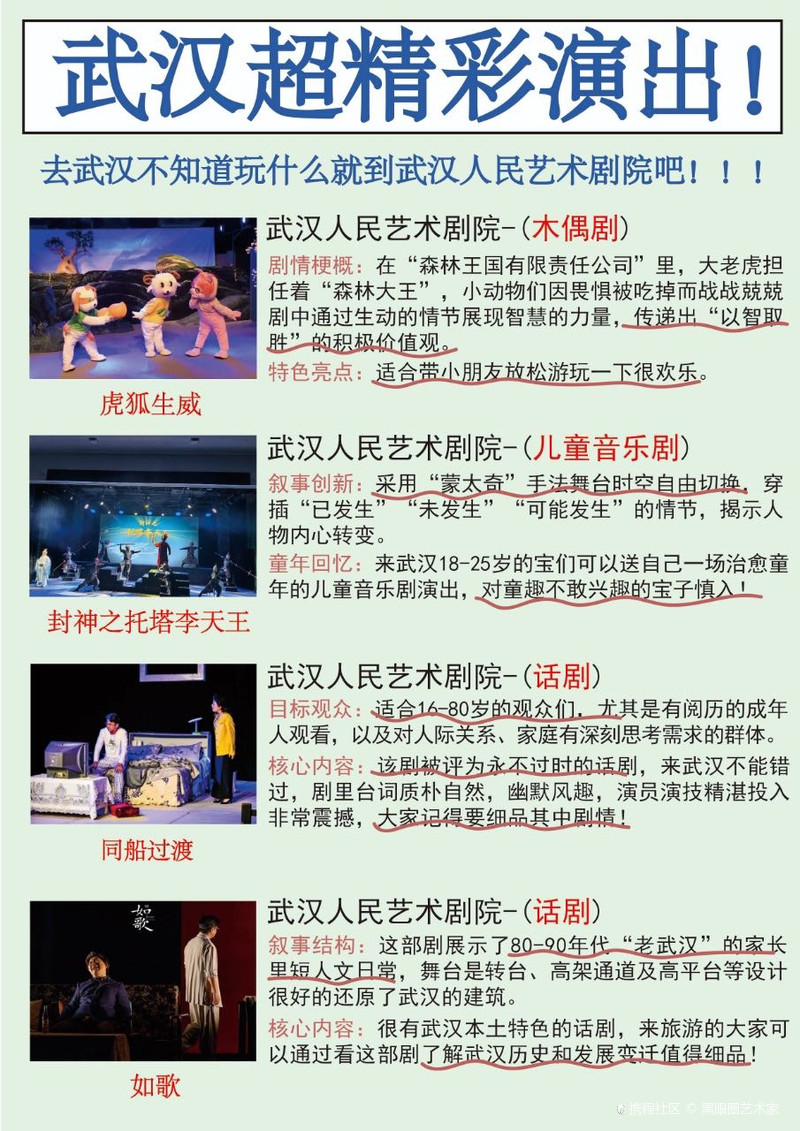 武汉超精彩演出！
去武汉不知道玩什么就到武汉人民艺术剧院吧！！！
武汉人民艺术剧院-(木偶剧)
剧情梗概：在“森林王国有限责任公司”里，大老虎担
任着“森林大王”，小动物们因畏惧被吃掉而战战兢兢
剧中通过生动的情节展现智慧的力量，传递出“以智取
胜”的积极价值观。
特色亮点：适合带小朋友放松游玩一下很欢乐。
虎狐生威
武汉人民艺术剧院-(儿童音乐剧)
叙事创新：采用“蒙太奇”手法舞台时空自由切换，穿
插“已发生”“未发生”“可能发生”的情节，揭示人
物内心转变。
童年回忆：来武汉18-25岁的宝们可以送自己一场治愈童
年的儿童音乐剧演出，对童趣不敢兴趣的宝子慎入！
封神之托塔李天王
武汉人民艺术剧院-(话剧)
目标观众：适合16-80岁的观众们，尤其是有阅历的成年
人观看，以及对人际关系、家庭有深刻思考需求的群体。
核心内容：该剧被评为永不过时的话剧，来武汉不能错
过，剧里台词质朴自然，幽默风趣，演员演技精湛投入
非常震撼，大家记得要细品其中剧情！
同船过渡
武汉人民艺术剧院-(话剧)
叙事结构：这部剧展示了80-90年代“老武汉”的家长
里短人文日常，舞台是转台、高架通道及高平台等设计
很好的还原了武汉的建筑。
核心内容：很有武汉本土特色的话剧，来旅游的大家可
以通过看这部剧了解武汉历史和发展变迁值得细品！
如歌
如歌
携程社区 © 黑眼圈艺术家